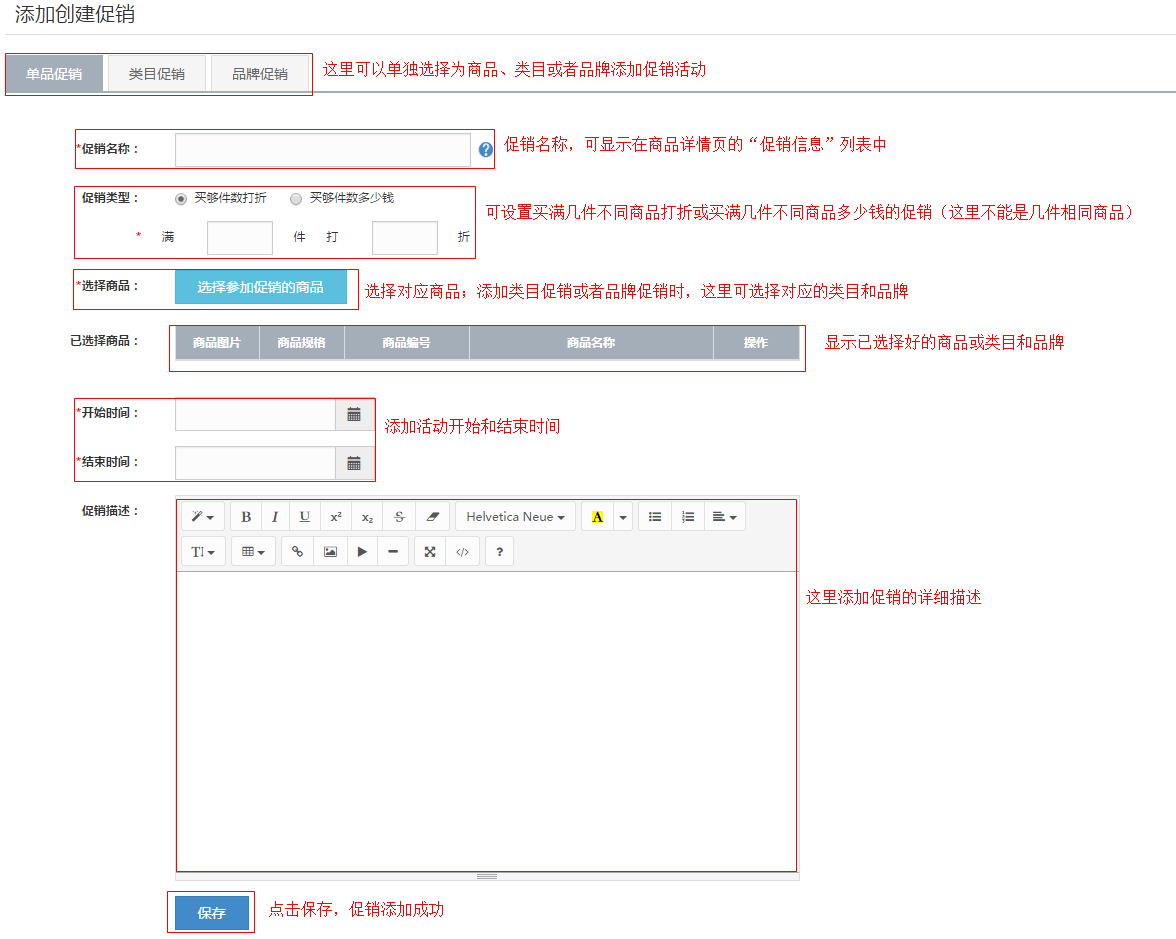 添加创建促销
单品促销 类目促销 品牌促销 这里可以单独选择为商品、类目或者品牌添加促销活动
*促销名称： ? 促销名称，可显示在商品详情页的“促销信息”列表中
促销类型： 买够件数打折 买够件数多少钱
可设置买满几件不同商品打折或买满几件不同商品多少钱的促销（这里不能是几件相同商品）
* 满 件 打 折
*选择商品： 选择参加促销的商品 选择对应商品；添加类目促销或者品牌促销时，这里可选择对应的类目和品牌
已选择商品： 商品图片 商品规格 商品编号 商品名称 操作 显示已选择好的商品或类目和品牌
*开始时间：
添加活动开始和结束时间
*结束时间：
促销描述：
B I U x² x₂ S Helvetica Neue A
TI </> ?
这里添加促销的详细描述
保存 点击保存，促销添加成功